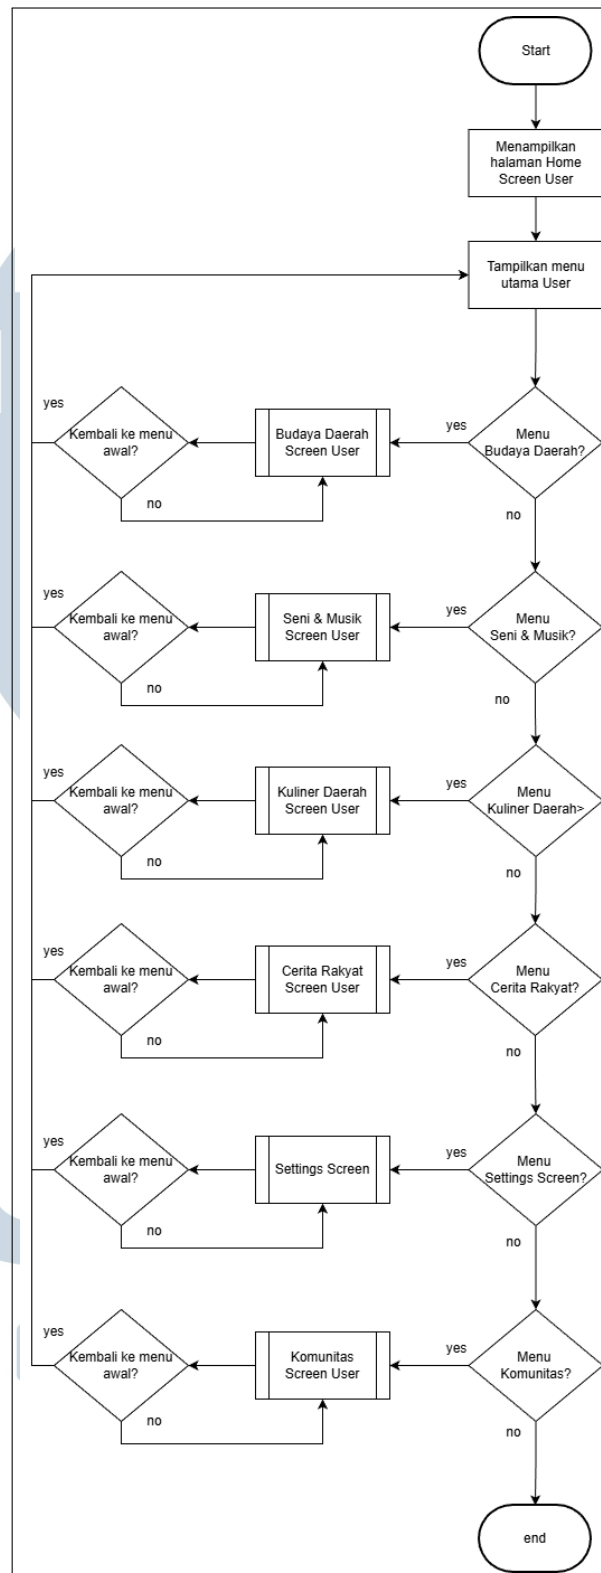 Start
Menampilkan
halaman Home
Screen User
Tampilkan menu
utama User
yes
Kembali ke menu
awal?
no
Budaya Daerah
Screen User
yes
Menu
Budaya Daerah?
no
yes
Kembali ke menu
awal?
no
Seni & Musik
Screen User
yes
Menu
Seni & Musik?
no
yes
Kembali ke menu
awal?
no
Kuliner Daerah
Screen User
yes
Menu
Kuliner Daerah>
no
yes
Kembali ke menu
awal?
no
Cerita Rakyat
Screen User
yes
Menu
Cerita Rakyat?
no
yes
Kembali ke menu
awal?
no
Settings Screen
yes
Menu
Settings Screen?
no
yes
Kembali ke menu
awal?
no
Komunitas
Screen User
yes
Menu
Komunitas?
no
end